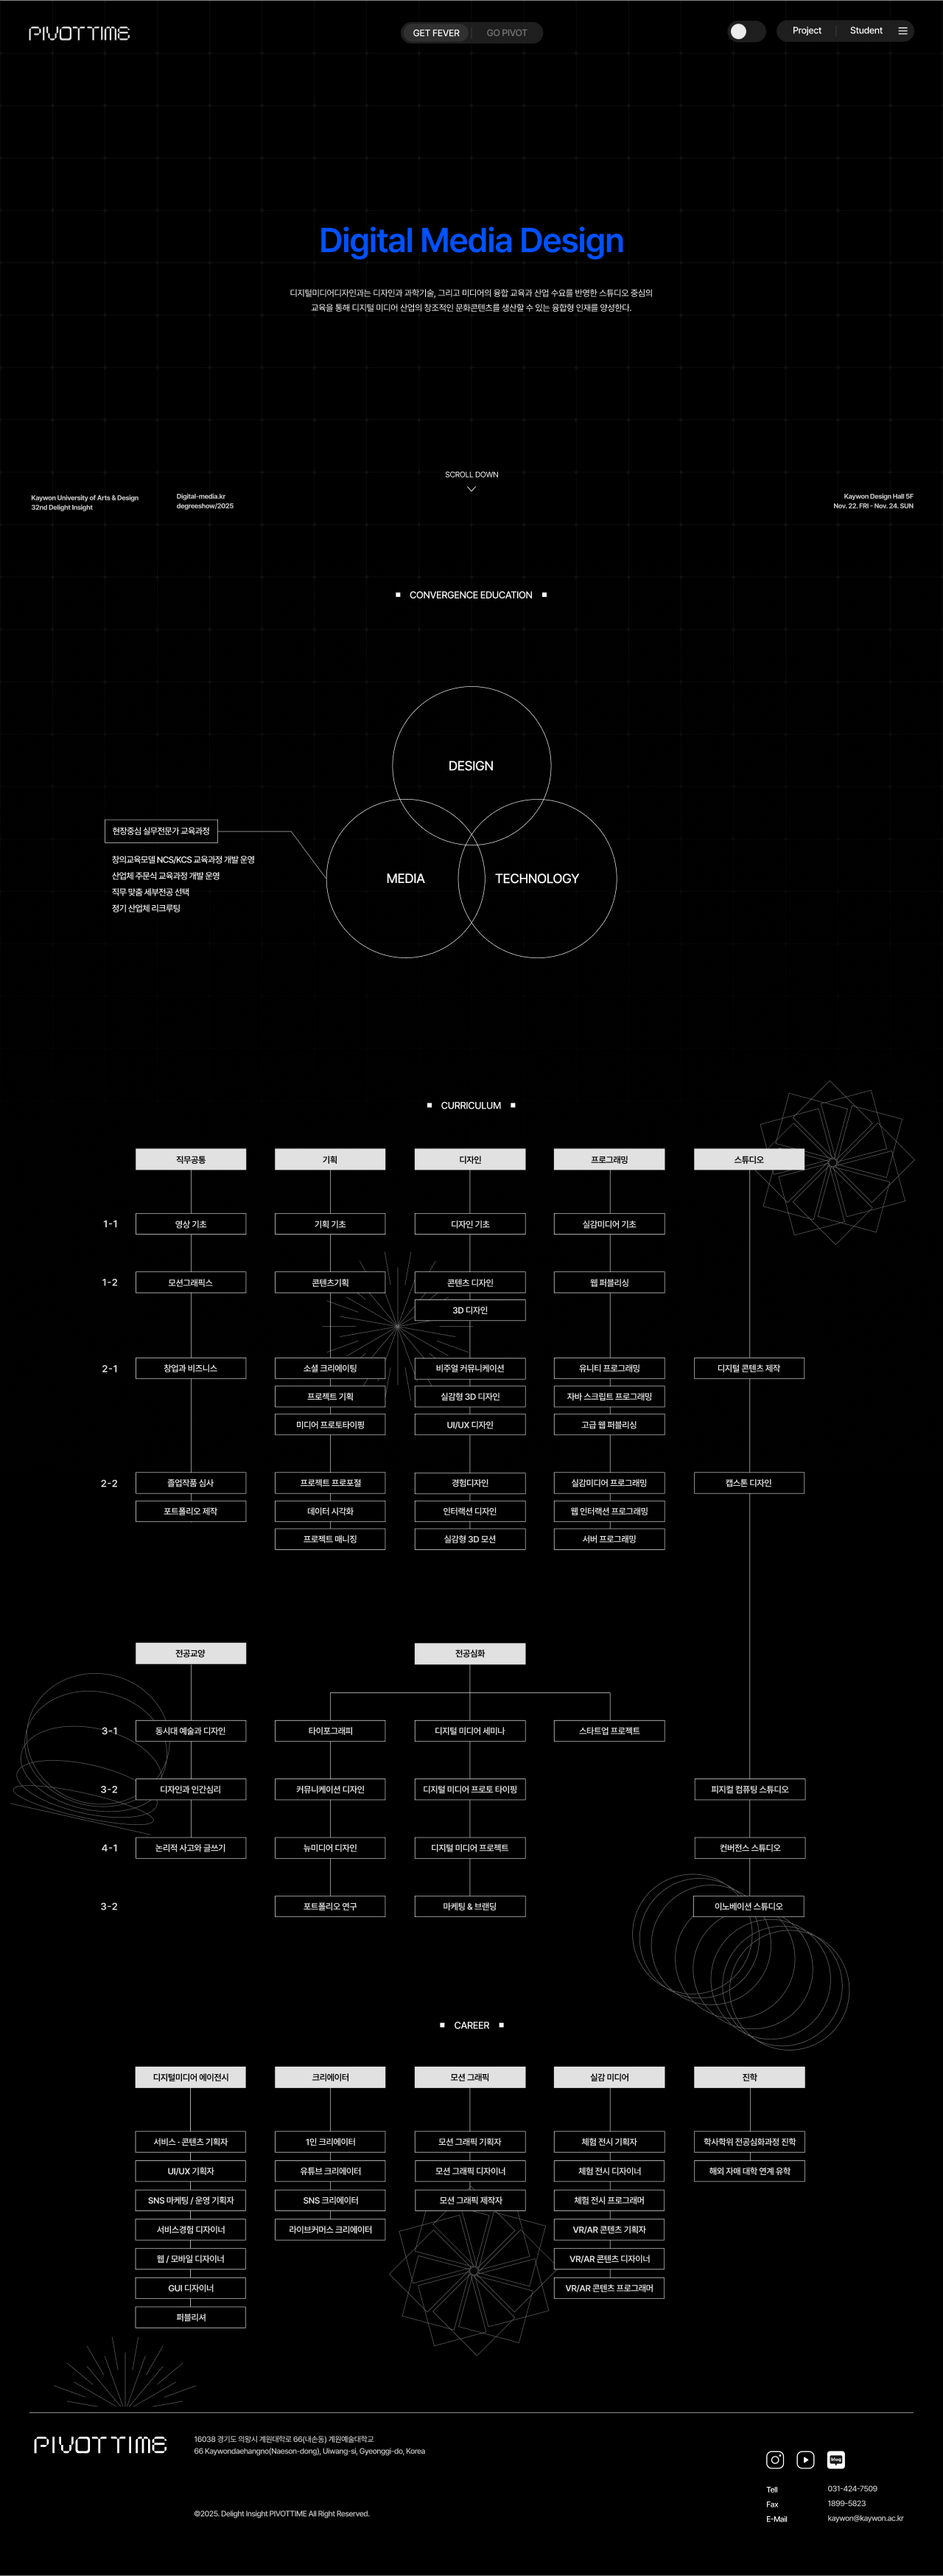 PIVOTTIME
GET FEVER
GO PIVOT
Project
Student
Digital Media Design
디지털미디어디자인과는 디자인과 과학기술, 그리고 미디어의 융합 교육과 산업 수요를 반영한 스튜디오 중심의
교육을 통해 디지털 미디어 산업의 창조적인 문화콘텐츠를 생산할 수 있는 융합형 인재를 양성한다.
SCROLL DOWN
Kaywon University of Arts & Design
32nd Delight Insight
Digital-media.kr
degreeshow/2025
Kaywon Design Hall 5F
Nov. 22. FRI - Nov. 24. SUN
CONVERGENCE EDUCATION
DESIGN
MEDIA
TECHNOLOGY
현장중심 실무전문가 교육과정
창의교육모델 NCS/KCS 교육과정 개발 운영
산업체 주문식 교육과정 개발 운영
직무 맞춤 세부전공 선택
정기 산업체 리크루팅
CURRICULUM
직무공통
기획
디자인
프로그래밍
스튜디오
1-1
영상 기초
기획 기초
디자인 기초
실감미디어 기초
1-2
모션그래픽스
콘텐츠기획
콘텐츠 디자인
웹 퍼블리싱
3D 디자인
2-1
창업과 비즈니스
소셜 크리에이팅
비주얼 커뮤니케이션
유니티 프로그래밍
디지털 콘텐츠 제작
프로젝트 기획
실감형 3D 디자인
자바 스크립트 프로그래밍
미디어 프로토타이핑
UI/UX 디자인
고급 웹 퍼블리싱
2-2
졸업작품 심사
프로젝트 프로포절
경험디자인
실감미디어 프로그래밍
캡스톤 디자인
포트폴리오 제작
데이터 시각화
인터랙션 디자인
웹 인터랙션 프로그래밍
프로젝트 매니징
실감형 3D 모션
서버 프로그래밍
전공교양
전공심화
3-1
동시대 예술과 디자인
타이포그래피
디지털 미디어 세미나
스타트업 프로젝트
3-2
디자인과 인간심리
커뮤니케이션 디자인
디지털 미디어 프로토 타이핑
피지컬 컴퓨팅 스튜디오
4-1
논리적 사고와 글쓰기
뉴미디어 디자인
디지털 미디어 프로젝트
컨버전스 스튜디오
3-2
포트폴리오 연구
마케팅 & 브랜딩
이노베이션 스튜디오
CAREER
디지털미디어 에이전시
크리에이터
모션 그래픽
실감 미디어
진학
서비스 · 콘텐츠 기획자
1인 크리에이터
모션 그래픽 기획자
체험 전시 기획자
학사학위 전공심화과정 진학
UI/UX 기획자
유튜브 크리에이터
모션 그래픽 디자이너
체험 전시 디자이너
해외 자매 대학 연계 유학
SNS 마케팅 / 운영 기획자
SNS 크리에이터
모션 그래픽 제작자
체험 전시 프로그래머
서비스경험 디자이너
라이브커머스 크리에이터
VR/AR 콘텐츠 기획자
웹 / 모바일 디자이너
VR/AR 콘텐츠 디자이너
GUI 디자이너
VR/AR 콘텐츠 프로그래머
퍼블리셔
PIVOTTIME
16038 경기도 의왕시 계원대학로 66(내손동) 계원예술대학교
66 Kaywondaehangno(Naeson-dong), Uiwang-si, Gyeonggi-do, Korea
blog
Tell
031-424-7509
Fax
1899-5823
E-Mail
kaywon@kaywon.ac.kr
©2025. Delight Insight PIVOTTIME All Right Reserved.